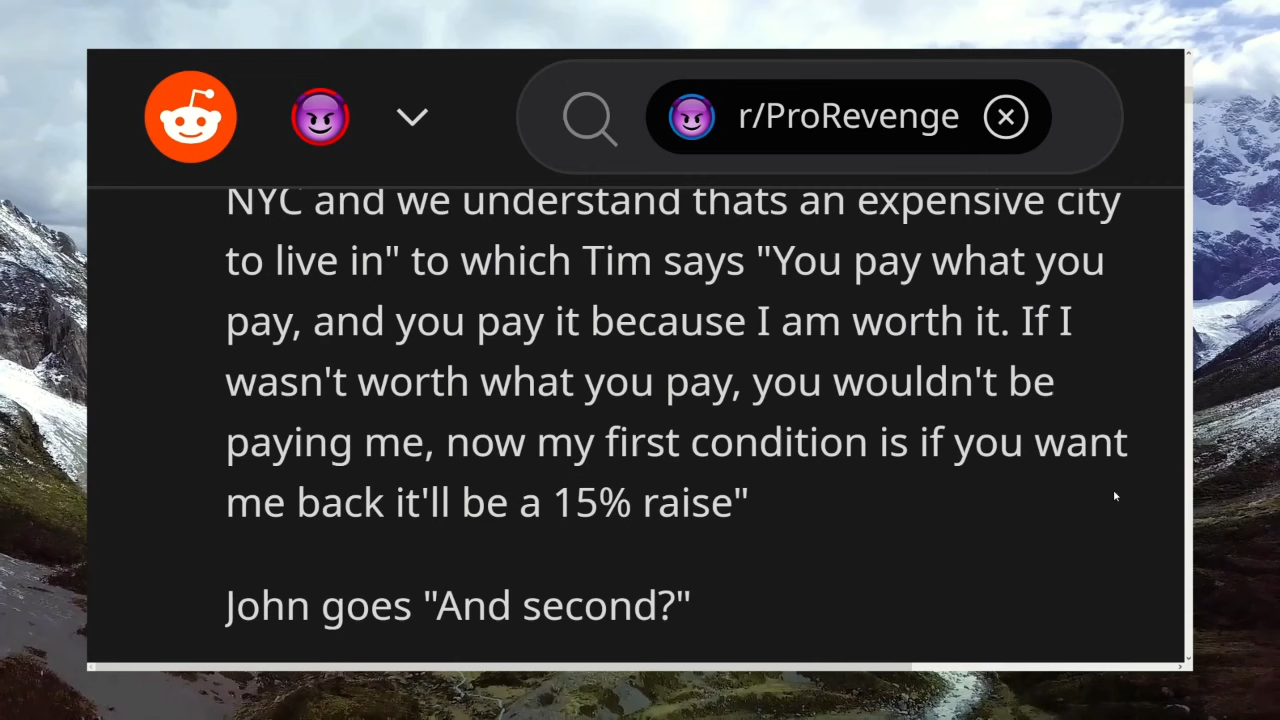 r/ProRevenge
NYC and we understand thats an expensive city
to live in" to which Tim says "You pay what you
pay, and you pay it because I am worth it. If I
wasn't worth what you pay, you wouldn't be
paying me, now my first condition is if you want
me back it'll be a 15% raise"
John goes "And second?"